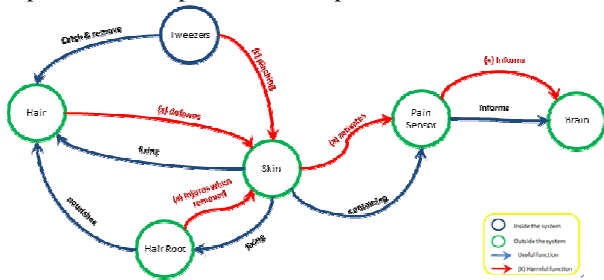 Catch & remove
Tweezers
(x) pinching
(x) Informs
Hair
(x)
(x) activates
Pain
Sensor
Informs
Brain
fixing
Skin
(x) Injures when
removed
containing
nourishes
fixing
Hair Root
Inside the system
Outside the system
Useful function
(X) Harmful function